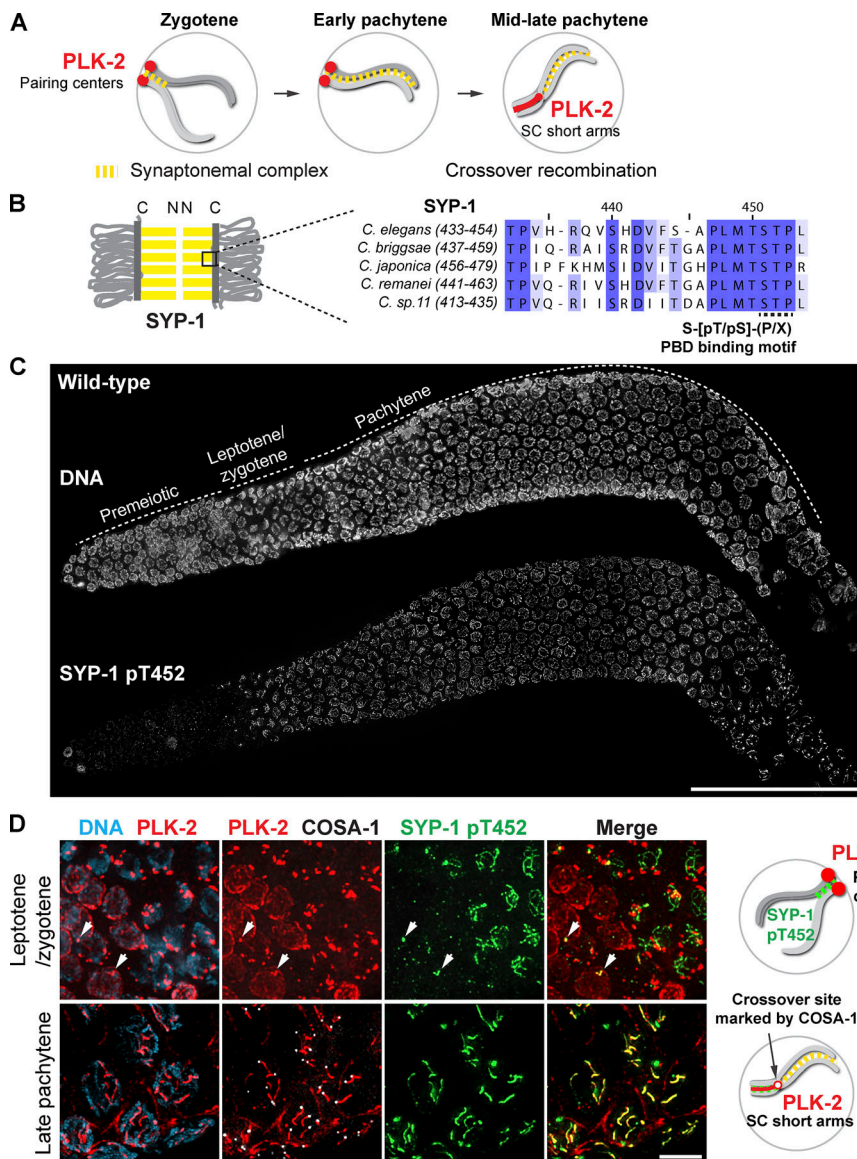 A
Zygotene
Early pachytene
Mid-late pachytene
PLK-2
Pairing centers
PLK-2
SC short arms
Synaptonemal complex
Crossover recombination
B
C N N C
SYP-1
SYP-1
440 450
C. elegans (433-454) T P V H - R Q V S H D V F S - A P L M T S T P L
C. briggsae (437-459) T P I Q - R A I S R D V F T G A P L M T S T P L
C. japonica (456-479) T P I P F K H M S I D V I T G H P L M T S T P R
C. remanei (441-463) T P V Q - R I V S H D V F T G A P L M T S T P L
C. sp.11 (413-435) T P V Q - R I I S R D I I T D A P L M T S T P L
S-[pT/pS]-(P/X)
PBD binding motif
C
Wild-type
DNA
Premeiotic
Leptotene/
zygotene
Pachytene
SYP-1 pT452
D
DNA PLK-2
PLK-2 COSA-1
SYP-1 pT452
Merge
Leptotene
/zygotene
Late pachytene
PL
SYP-1
pT452
Crossover site
marked by COSA-1
PLK-2
SC short arms